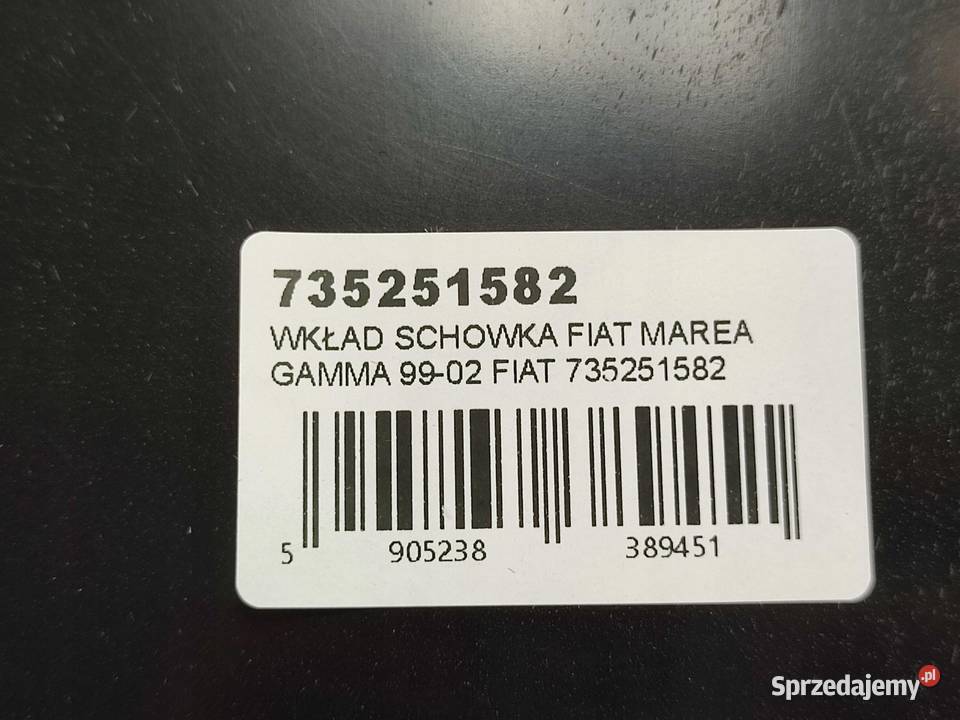 735251582
WKŁAD SCHOWKA FIAT MAREA
GAMMA 99-02 FIAT 735251582
5 905238 389451
Sprzedajemy.pl